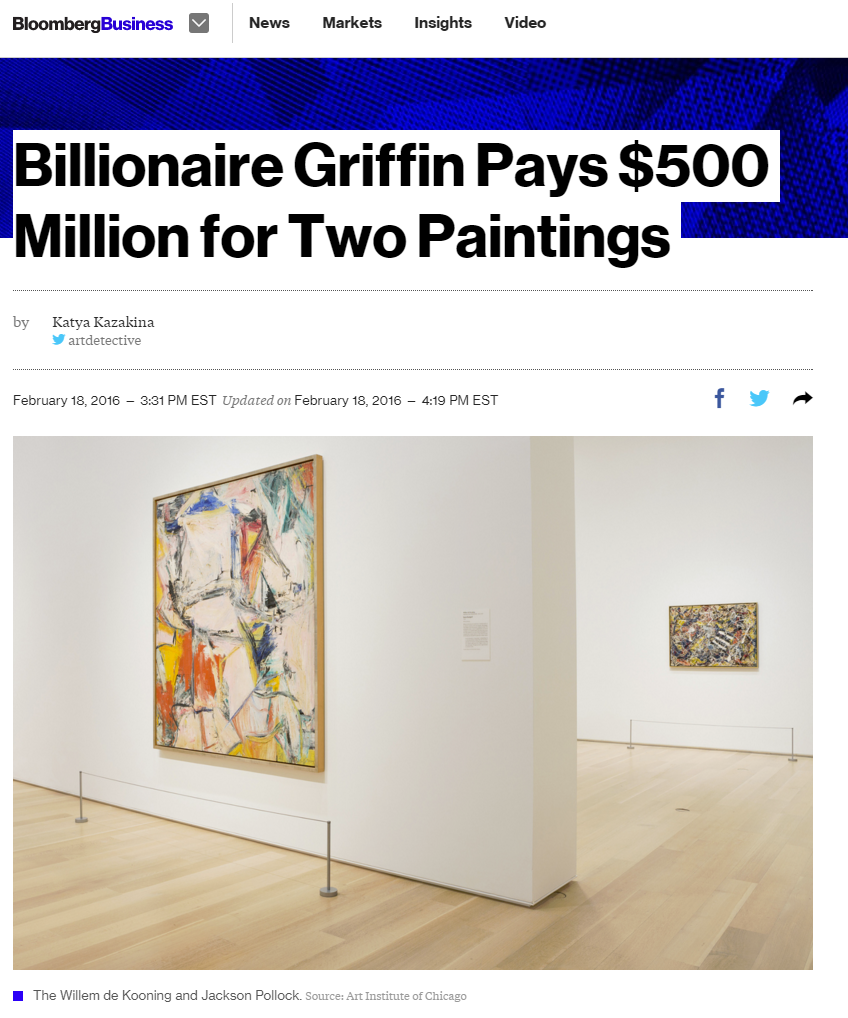 BloombergBusiness News Markets Insights Video
Billionaire Griffin Pays $500
Million for Two Paintings
by Katya Kazakina
artdetective
February 18, 2016 — 3:31 PM EST Updated on February 18, 2016 — 4:19 PM EST
The Willem de Kooning and Jackson Pollock. Source: Art Institute of Chicago